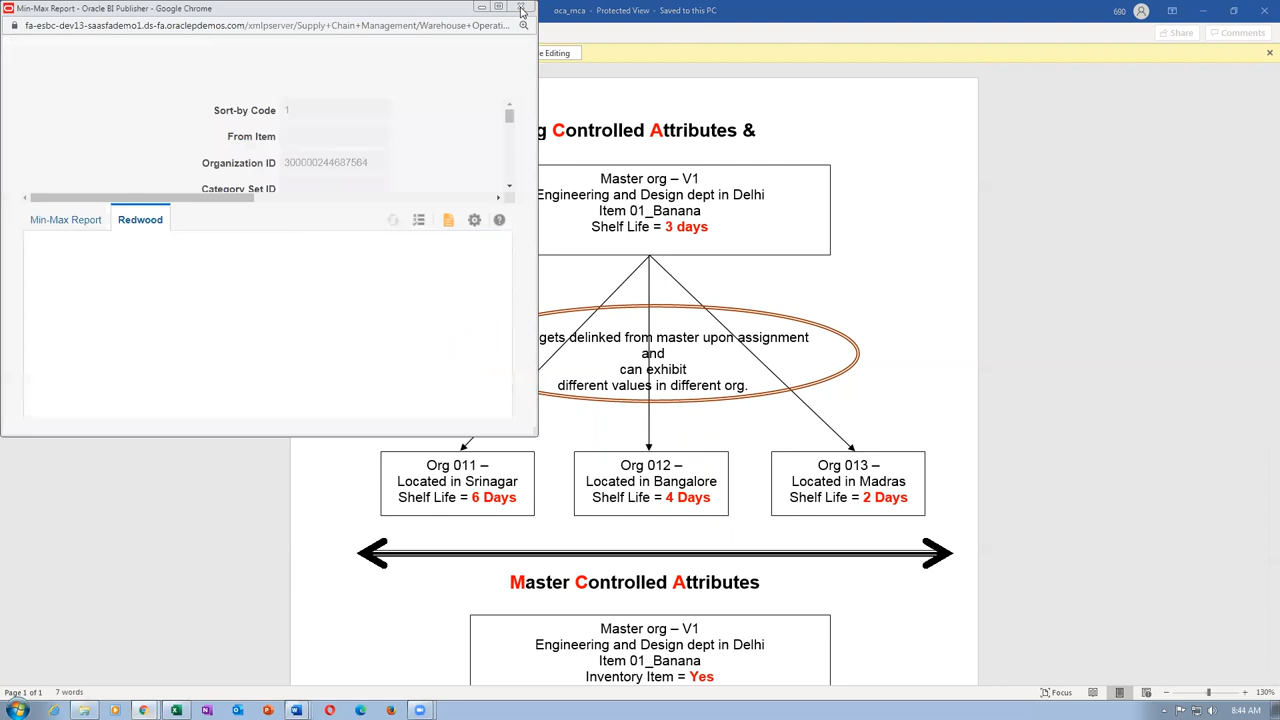 Min-Max Report - Oracle BI Publisher - Google Chrome
fa-esbc-dev13-saasfademo1.ds-fa.oraclepdemos.com/xmlpserver/Supply+Chain+Management/Warehouse+Operati...
oca_mca - Protected View - Saved to this PC
690
Share
Comments
e Editing
Sort-by Code 1
From Item
Organization ID 300000244687564
Category Set ID
Min-Max Report
Redwood
g Controlled Attributes &
Master org – V1
Engineering and Design dept in Delhi
Item 01_Banana
Shelf Life = 3 days
gets delinked from master upon assignment
and
can exhibit
different values in different org.
Org 011 –
Located in Srinagar
Shelf Life = 6 Days
Org 012 –
Located in Bangalore
Shelf Life = 4 Days
Org 013 –
Located in Madras
Shelf Life = 2 Days
Master Controlled Attributes
Master org – V1
Engineering and Design dept in Delhi
Item 01_Banana
Inventory Item = Yes
Page 1 of 1
7 words
Focus
130%
8:44 AM